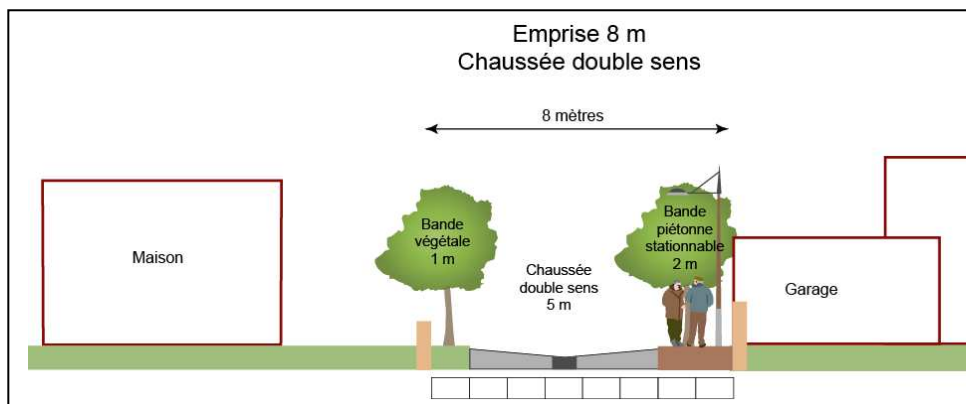 Emprise 8 m
Chaussée double sens
8 mètres
Maison
Bande
végétale
1 m
Chaussée
double sens
5 m
Bande
piétonne
stationnable
2 m
Garage